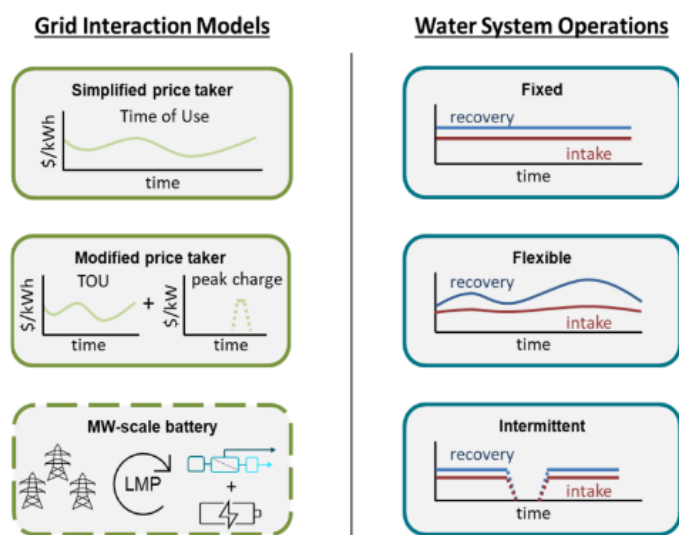 Grid Interaction Models
Simplified price taker
Time of Use
$/kWh
time
Modified price taker
$/kWh
TOU
time
+
$/kW
peak charge
time
MW-scale battery
LMP
+
Water System Operations
Fixed
recovery
intake
time
Flexible
recovery
intake
time
Intermittent
recovery
intake
time